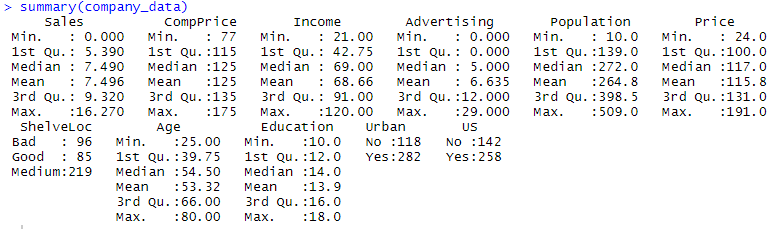 > summary(company_data)
     Sales          CompPrice       Income        Advertising       Population        Price      
 Min.   : 0.000   Min.   : 77   Min.   : 21.00   Min.   : 0.000   Min.   : 10.0   Min.   : 24.0  
 1st Qu.: 5.390   1st Qu.:115   1st Qu.: 42.75   1st Qu.: 0.000   1st Qu.:139.0   1st Qu.:100.0  
 Median : 7.490   Median :125   Median : 69.00   Median : 5.000   Median :272.0   Median :117.0  
 Mean   : 7.496   Mean   :125   Mean   : 68.66   Mean   : 6.635   Mean   :264.8   Mean   :115.8  
 3rd Qu.: 9.320   3rd Qu.:135   3rd Qu.: 91.00   3rd Qu.:12.000   3rd Qu.:398.5   3rd Qu.:131.0  
 Max.   :16.270   Max.   :175   Max.   :120.00   Max.   :29.000   Max.   :509.0   Max.   :191.0  
  ShelveLoc        Age          Education    Urban       US     
 Bad   : 96   Min.   :25.00   Min.   :10.0   No :118   No :142  
 Good  : 85   1st Qu.:39.75   1st Qu.:12.0   Yes:282   Yes:258  
 Medium:219   Median :54.50   Median :14.0                      
              Mean   :53.32   Mean   :13.9                      
              3rd Qu.:66.00   3rd Qu.:16.0                      
              Max.   :80.00   Max.   :18.0